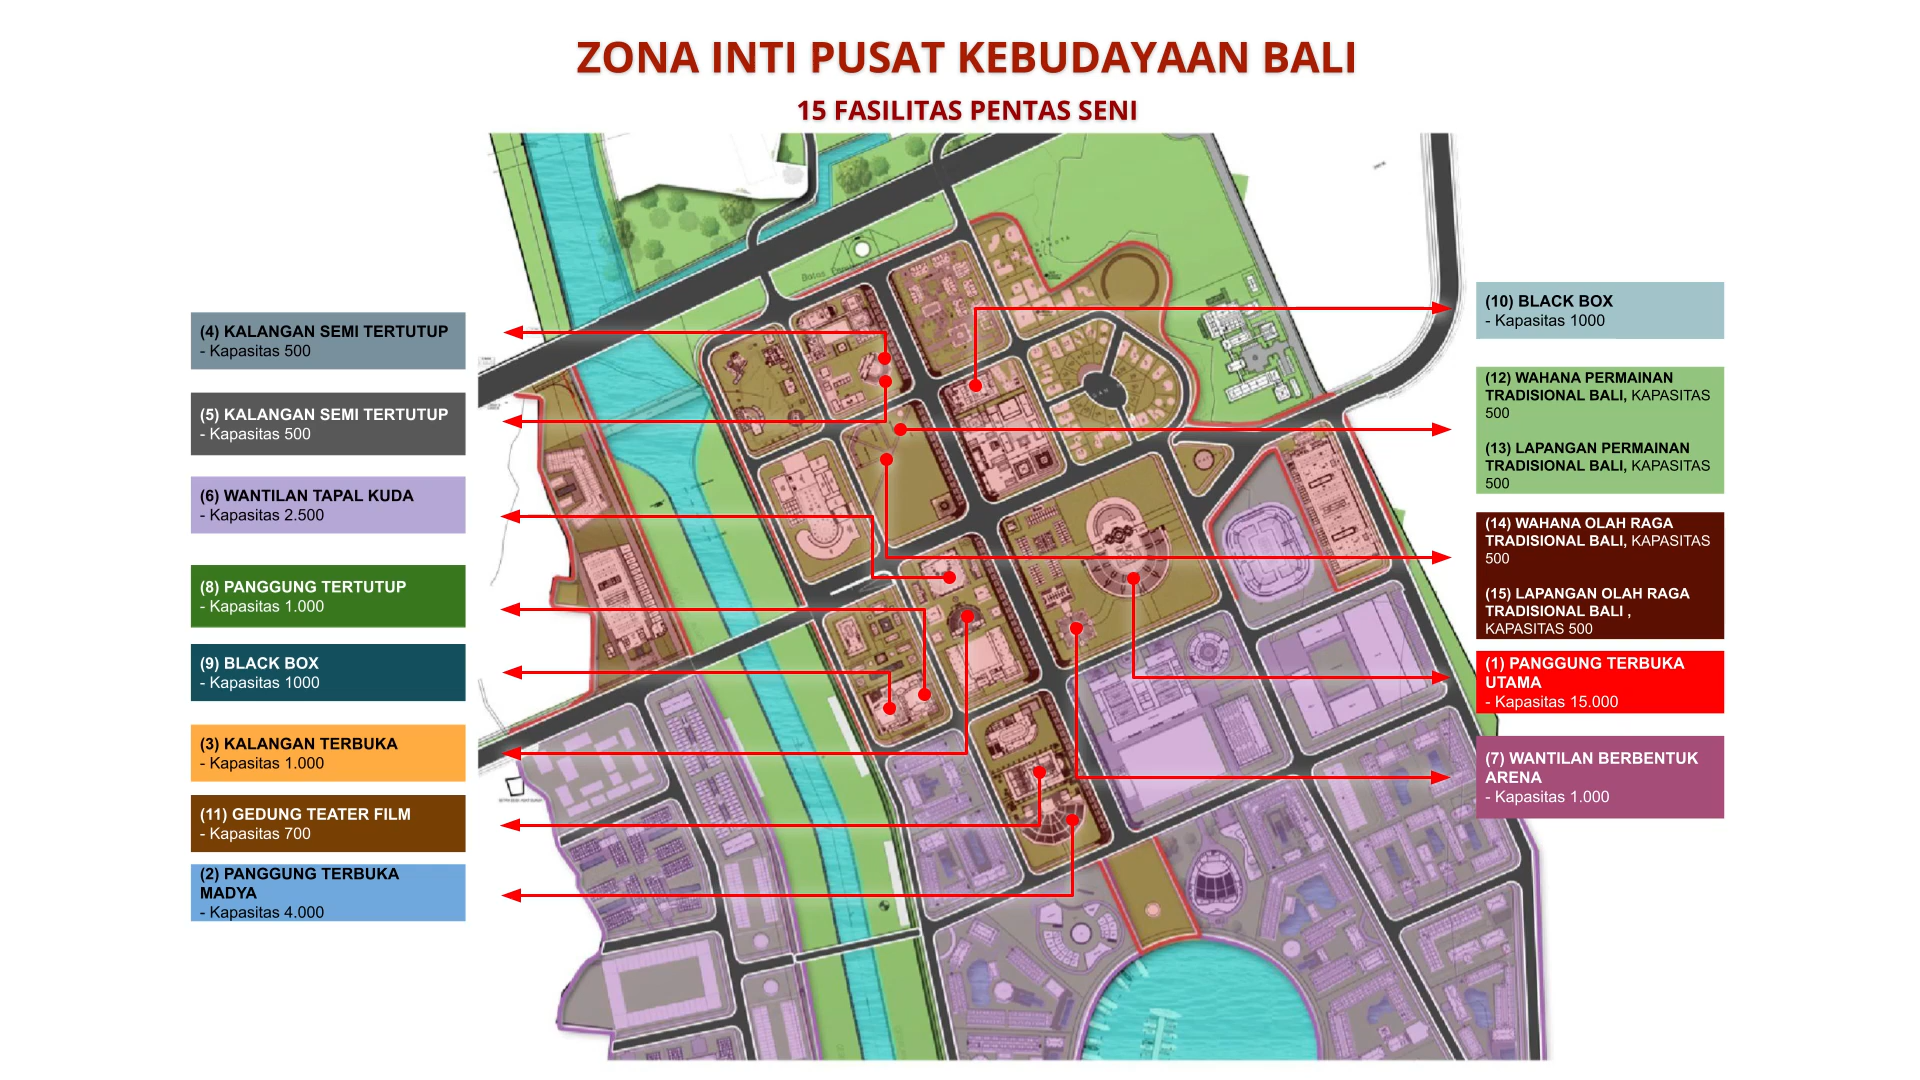 ZONA INTI PUSAT KEBUDAYAAN BALI
15 FASILITAS PENTAS SENI
(4) KALANGAN SEMI TERTUTUP
- Kapasitas 500
(5) KALANGAN SEMI TERTUTUP
- Kapasitas 500
(6) WANTILAN TAPAL KUDA
- Kapasitas 2.500
(8) PANGGUNG TERTUTUP
- Kapasitas 1.000
(9) BLACK BOX
- Kapasitas 1000
(3) KALANGAN TERBUKA
- Kapasitas 1.000
(11) GEDUNG TEATER FILM
- Kapasitas 700
(2) PANGGUNG TERBUKA
MADYA
- Kapasitas 4.000
(10) BLACK BOX
- Kapasitas 1000
(12) WAHANA PERMAINAN
TRADISIONAL BALI, KAPASITAS
500
(13) LAPANGAN PERMAINAN
TRADISIONAL BALI, KAPASITAS
500
(14) WAHANA OLAH RAGA
TRADISIONAL BALI, KAPASITAS
500
(15) LAPANGAN OLAH RAGA
TRADISIONAL BALI ,
KAPASITAS 500
(1) PANGGUNG TERBUKA
UTAMA
- Kapasitas 15.000
(7) WANTILAN BERBENTUK
ARENA
- Kapasitas 1.000